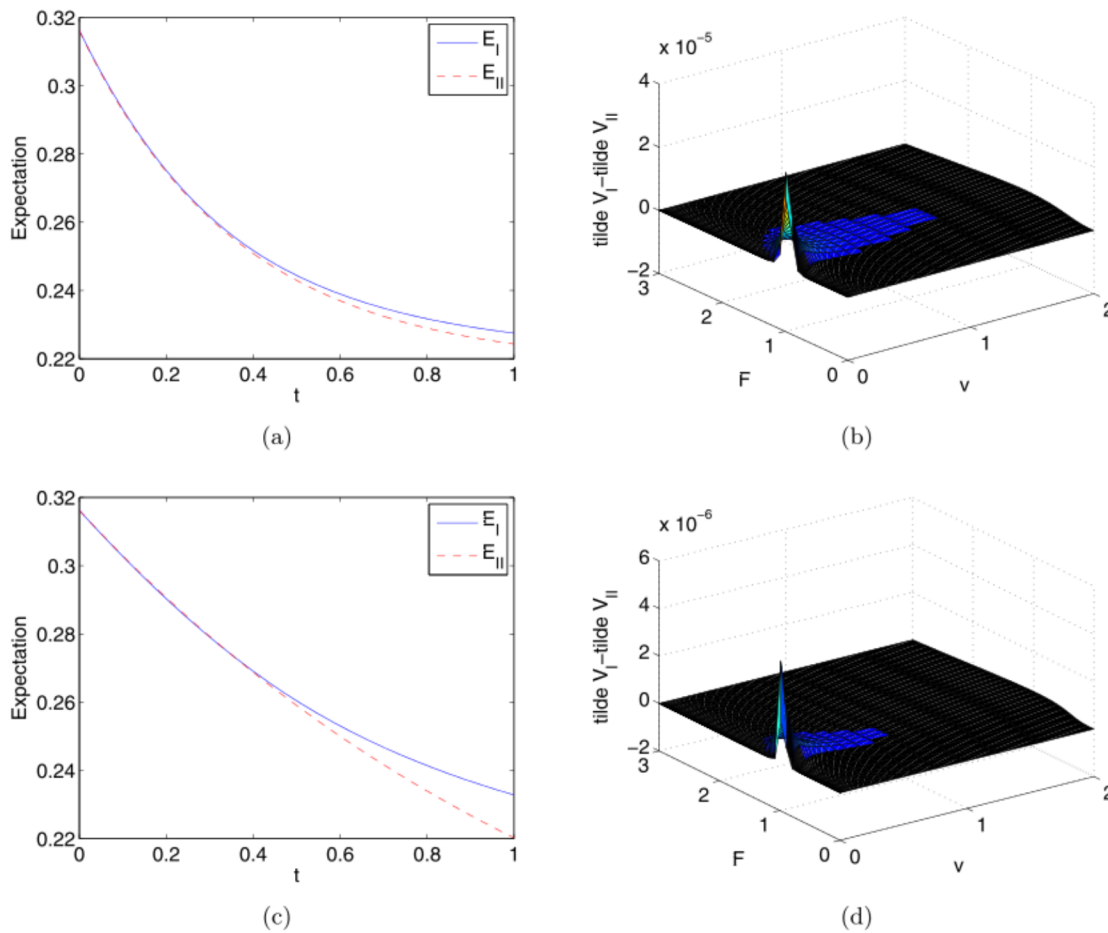 0.32
0.3
0.28
0.26
0.24
0.22
Expectation
0 0.2 0.4 0.6 0.8 1
t
E_I
E_II
(a)
x 10^-5
4
2
0
-2
tilde V_I-tilde V_II
3 2 1 0
F
0 1 2
v
(b)
0.32
0.3
0.28
0.26
0.24
0.22
Expectation
0 0.2 0.4 0.6 0.8 1
t
E_I
E_II
(c)
x 10^-6
6
4
2
0
-2
tilde V_I-tilde V_II
3 2 1 0
F
0 1 2
v
(d)